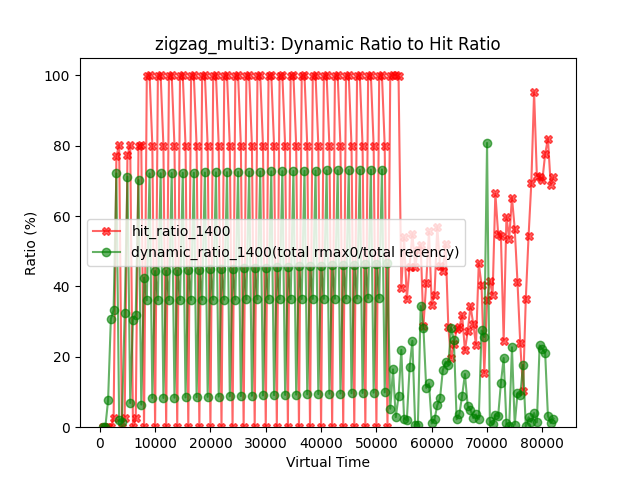 zigzag_multi3: Dynamic Ratio to Hit Ratio
Ratio (%)
100
80
60
40
20
0
hit_ratio_1400
dynamic_ratio_1400(total rmax0/total recency)
0 10000 20000 30000 40000 50000 60000 70000 80000
Virtual Time